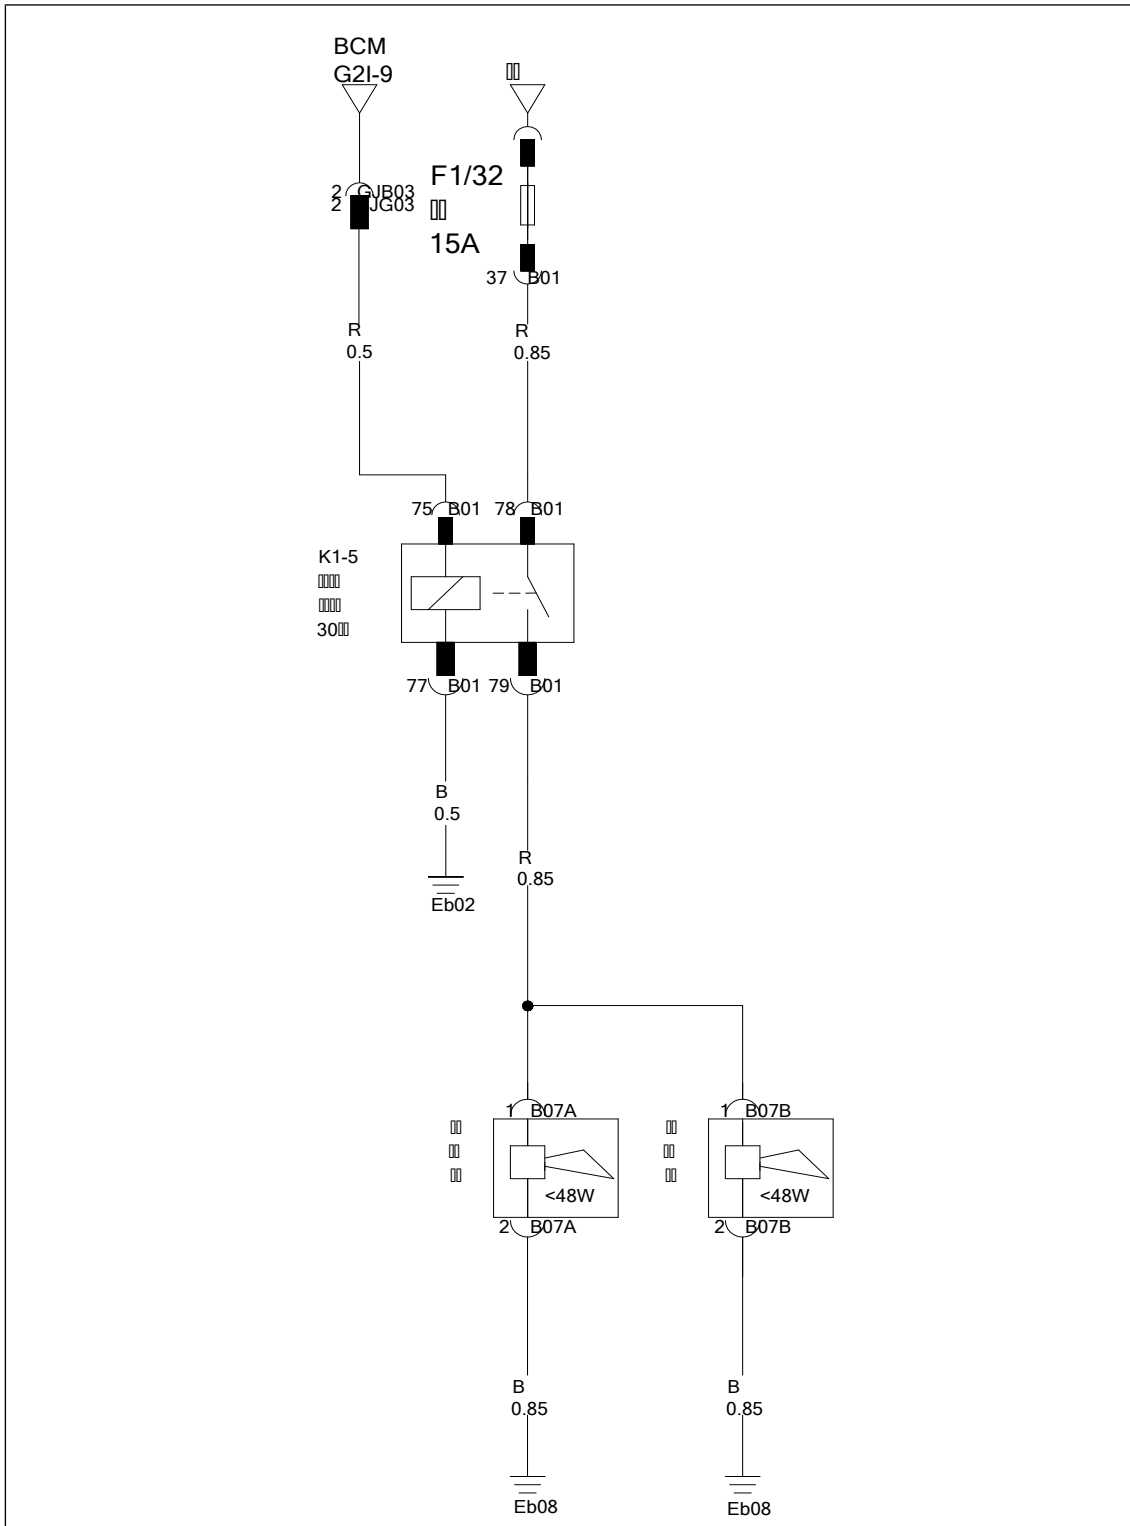 BCM
G2I-9
F1/32
15A
2 GJB03
2 JG03
37 B01
R
0.5
R
0.85
75 B01
78 B01
K1-5
30
77 B01
79 B01
B
0.5
Eb02
R
0.85
1 B07A
1 B07B
<48W
<48W
2 B07A
2 B07B
B
0.85
B
0.85
Eb08
Eb08